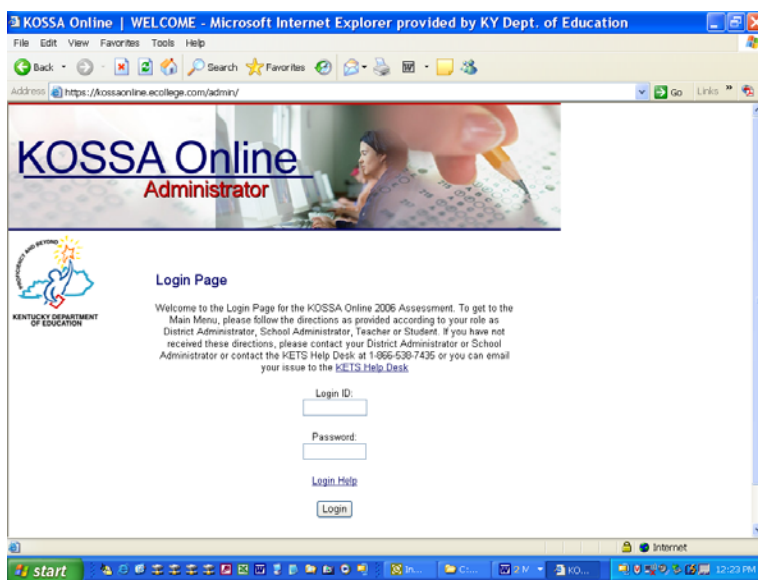 KOSSA Online | WELCOME - Microsoft Internet Explorer provided by KY Dept. of Education
File Edit View Favorites Tools Help
Back Search Favorites
Address https://kossaonline.ecollege.com/admin/ Go Links »
KOSSA Online
Administrator
PROFICIENCY AND BEYOND
KENTUCKY DEPARTMENT
OF EDUCATION
Login Page
Welcome to the Login Page for the KOSSA Online 2006 Assessment. To get to the
Main Menu, please follow the directions as provided according to your role as
District Administrator, School Administrator, Teacher or Student. If you have not
received these directions, please contact your District Administrator or School
Administrator or contact the KETS Help Desk at 1-866-538-7435 or you can email
your issue to the KETS Help Desk
Login ID:
Password:
Login Help
Login
Internet
start In... C:... KO... 12:23 PM